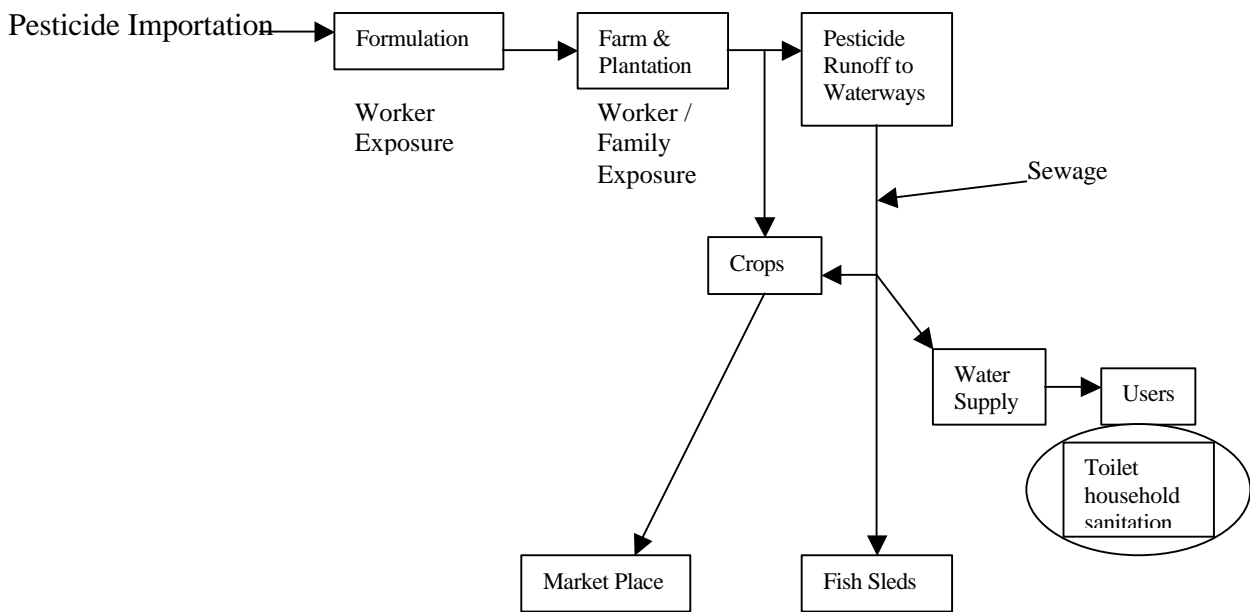 Pesticide Importation
Formulation
Farm &
Plantation
Pesticide
Runoff to
Waterways
Worker
Exposure
Worker /
Family
Exposure
Sewage
Crops
Water
Supply
Users
Toilet
household
sanitation
Market Place
Fish Sleds